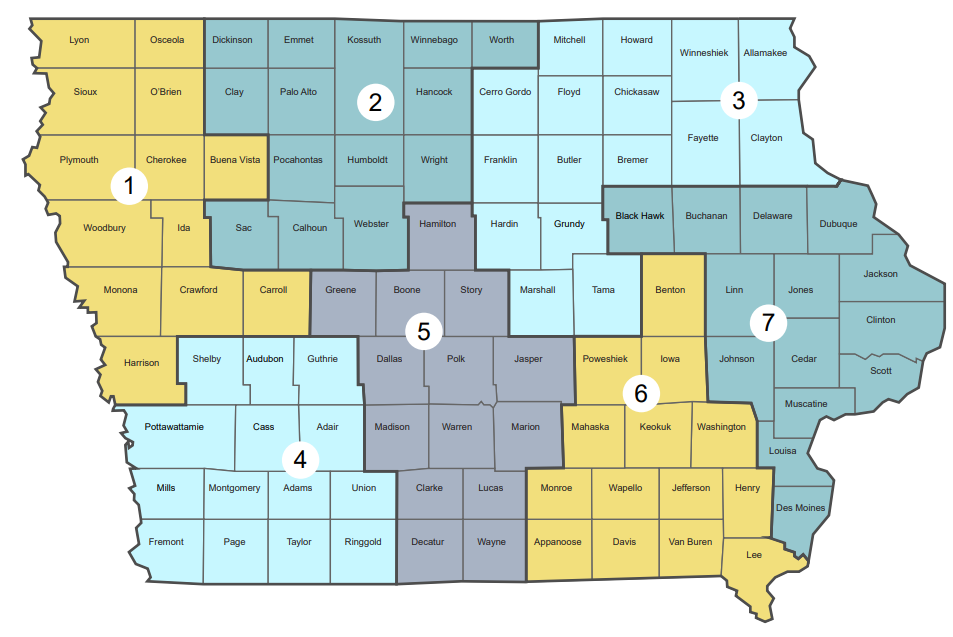 Lyon
Osceola
Dickinson
Emmet
Kossuth
Winnebago
Worth
Mitchell
Howard
Winneshiek
Allamakee
Sioux
O'Brien
Clay
Palo Alto
2
Hancock
Cerro Gordo
Floyd
Chickasaw
3
Fayette
Clayton
Plymouth
Cherokee
Buena Vista
Pocahontas
Humboldt
Wright
Franklin
Butler
Bremer
1
Woodbury
Ida
Sac
Calhoun
Webster
Hamilton
Hardin
Grundy
Black Hawk
Buchanan
Delaware
Dubuque
Jackson
Monona
Crawford
Carroll
Greene
Boone
Story
Marshall
Tama
Benton
Linn
Jones
Clinton
5
7
Harrison
Shelby
Audubon
Guthrie
Dallas
Polk
Jasper
Poweshiek
Iowa
Johnson
Cedar
Scott
6
Muscatine
Pottawattamie
Cass
Adair
Madison
Warren
Marion
Mahaska
Keokuk
Washington
Louisa
4
Mills
Montgomery
Adams
Union
Clarke
Lucas
Monroe
Wapello
Jefferson
Henry
Des Moines
Fremont
Page
Taylor
Ringgold
Decatur
Wayne
Appanoose
Davis
Van Buren
Lee